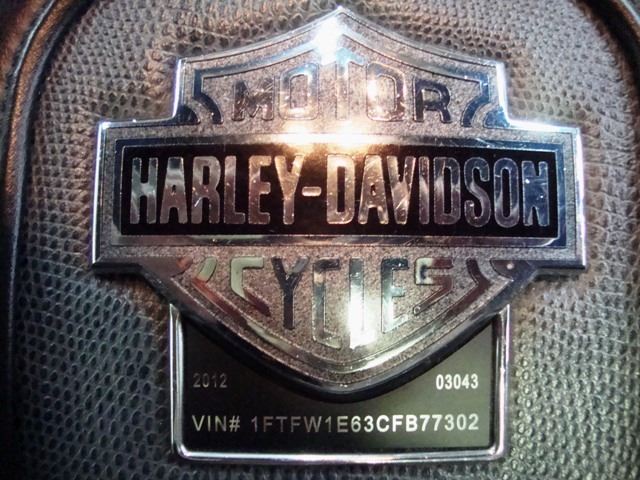 MOTOR
HARLEY-DAVIDSON
CYCLES
2012 03043
VIN# 1FTFW1E63CFB77302